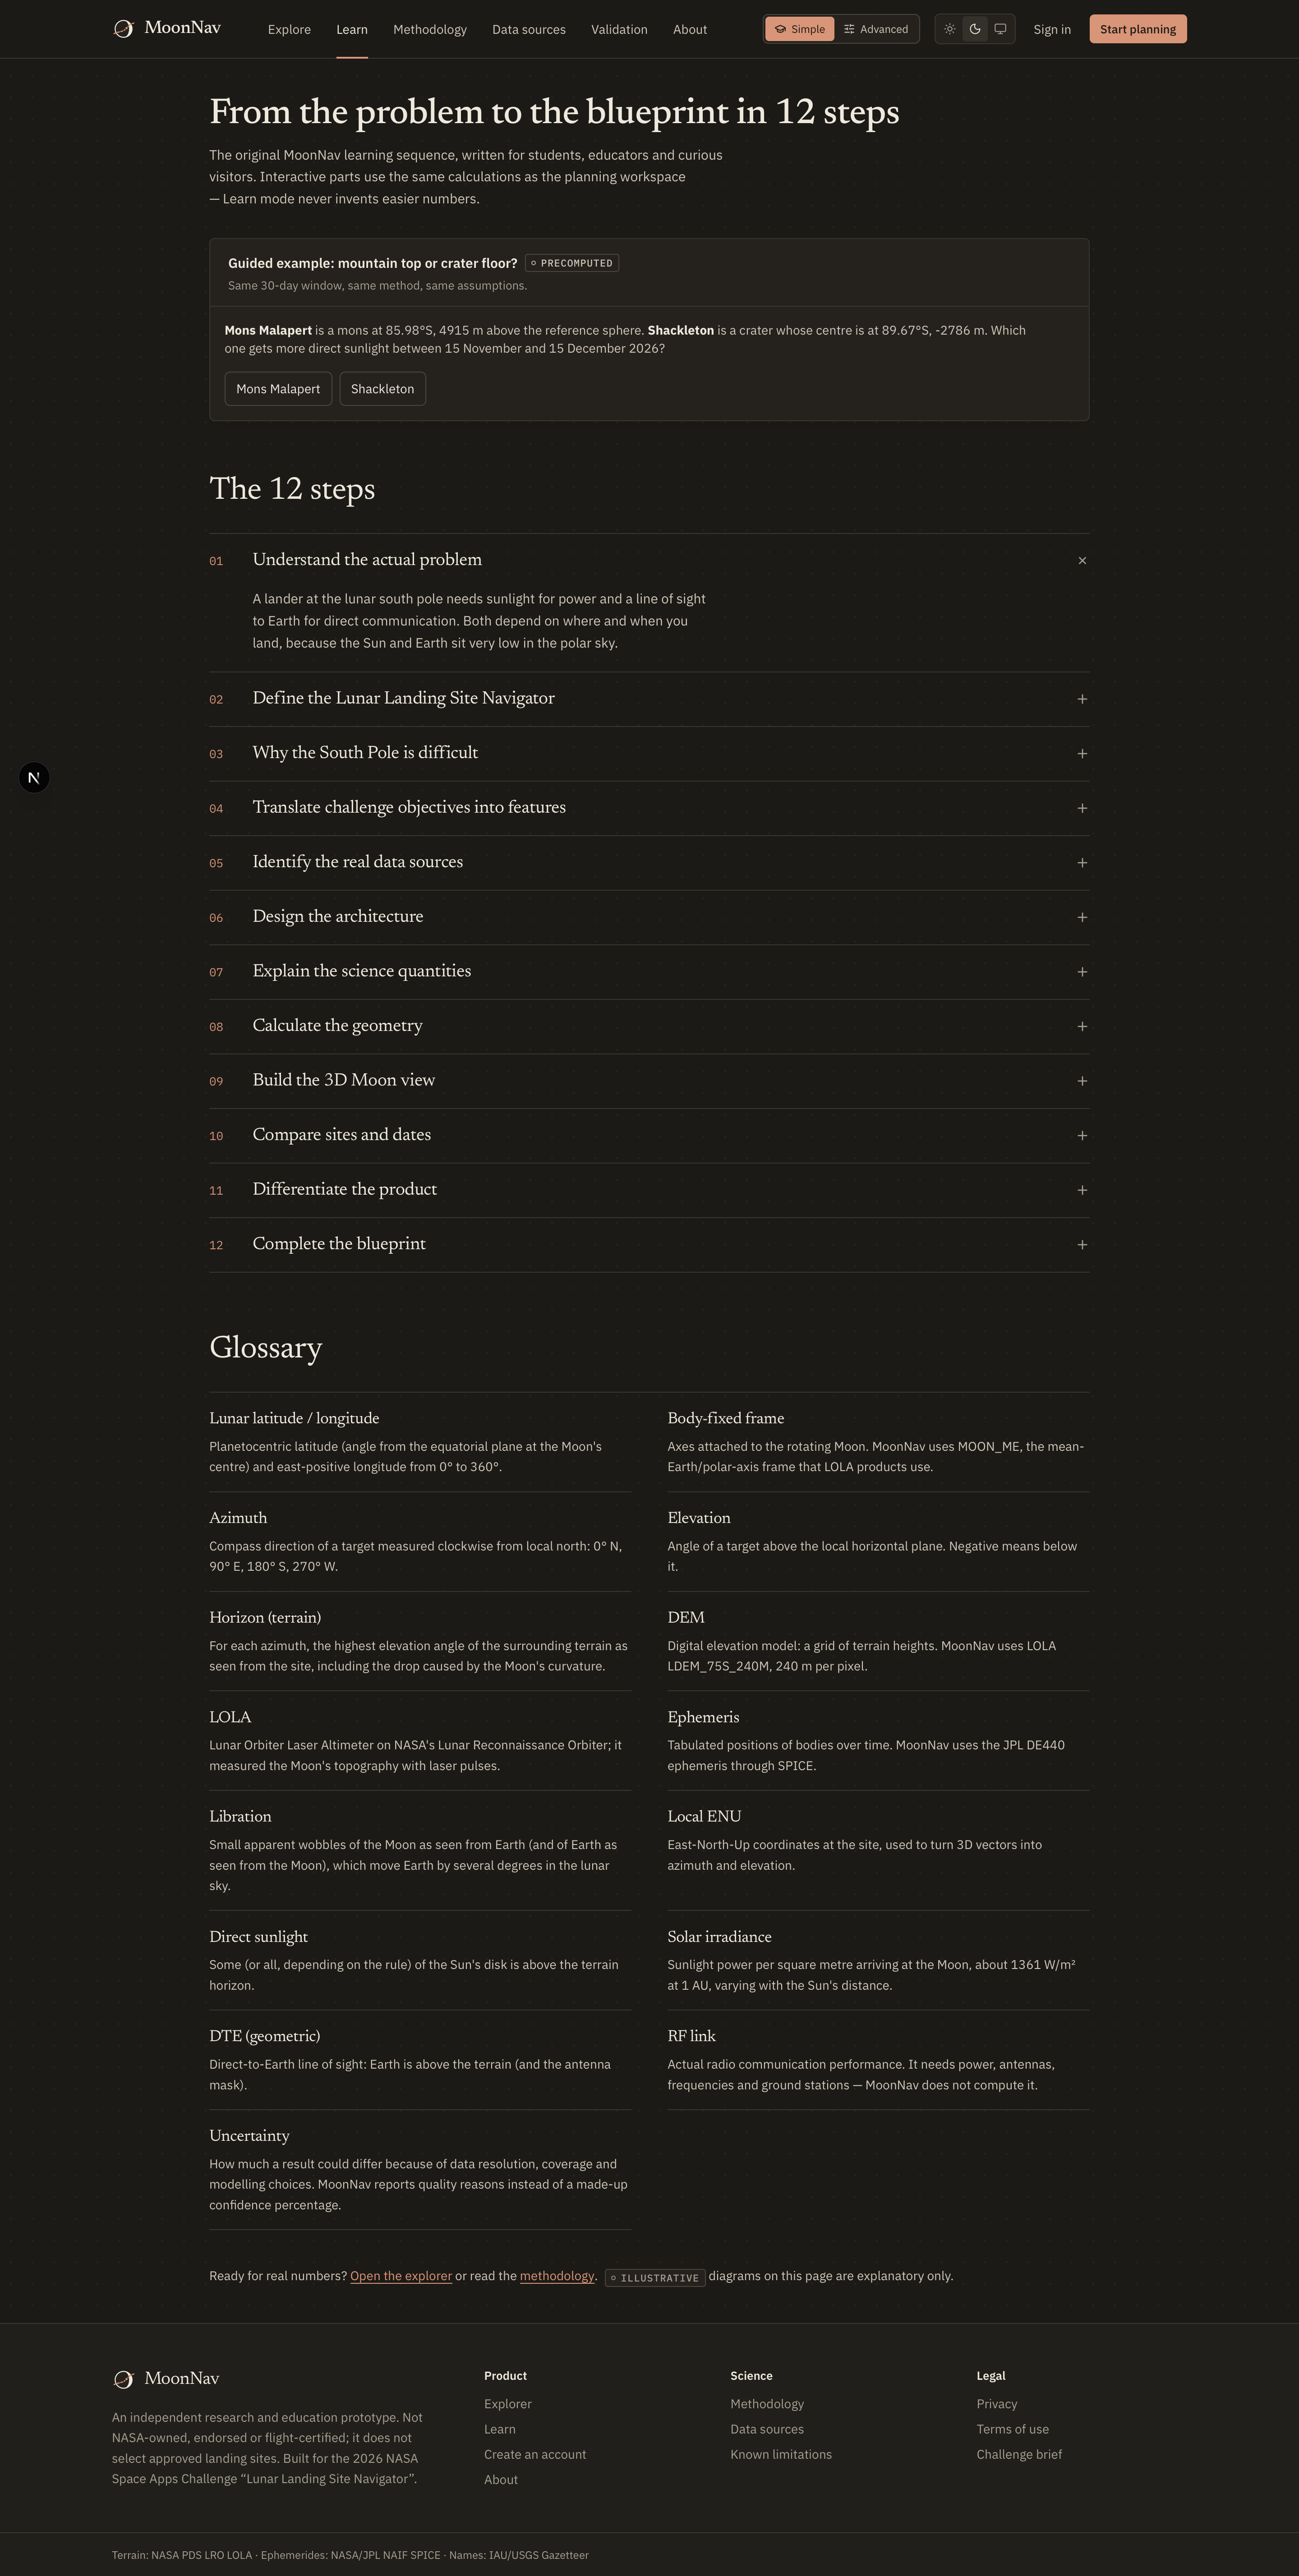 MoonNav
Explore
Learn
Methodology
Data sources
Validation
About
Simple
Advanced
Sign in
Start planning
From the problem to the blueprint in 12 steps
The original MoonNav learning sequence, written for students, educators and curious
visitors. Interactive parts use the same calculations as the planning workspace
— Learn mode never invents easier numbers.
Guided example: mountain top or crater floor? PRECOMPUTED
Same 30-day window, same method, same assumptions.
Mons Malapert is a mons at 85.98°S, 4915 m above the reference sphere. Shackleton is a crater whose centre is at 89.67°S, -2786 m. Which
one gets more direct sunlight between 15 November and 15 December 2026?
Mons Malapert
Shackleton
The 12 steps
01 Understand the actual problem
A lander at the lunar south pole needs sunlight for power and a line of sight
to Earth for direct communication. Both depend on where and when you
land, because the Sun and Earth sit very low in the polar sky.
02 Define the Lunar Landing Site Navigator
03 Why the South Pole is difficult
04 Translate challenge objectives into features
05 Identify the real data sources
06 Design the architecture
07 Explain the science quantities
08 Calculate the geometry
09 Build the 3D Moon view
10 Compare sites and dates
11 Differentiate the product
12 Complete the blueprint
Glossary
Lunar latitude / longitude
Planetocentric latitude (angle from the equatorial plane at the Moon's
centre) and east-positive longitude from 0° to 360°.
Body-fixed frame
Axes attached to the rotating Moon. MoonNav uses MOON_ME, the mean-
Earth/polar-axis frame that LOLA products use.
Azimuth
Compass direction of a target measured clockwise from local north: 0° N,
90° E, 180° S, 270° W.
Elevation
Angle of a target above the local horizontal plane. Negative means below
it.
Horizon (terrain)
For each azimuth, the highest elevation angle of the surrounding terrain as
seen from the site, including the drop caused by the Moon's curvature.
DEM
Digital elevation model: a grid of terrain heights. MoonNav uses LOLA
LDEM_75S_240M, 240 m per pixel.
LOLA
Lunar Orbiter Laser Altimeter on NASA's Lunar Reconnaissance Orbiter; it
measured the Moon's topography with laser pulses.
Ephemeris
Tabulated positions of bodies over time. MoonNav uses the JPL DE440
ephemeris through SPICE.
Libration
Small apparent wobbles of the Moon as seen from Earth (and of Earth as
seen from the Moon), which move Earth by several degrees in the lunar
sky.
Local ENU
East-North-Up coordinates at the site, used to turn 3D vectors into
azimuth and elevation.
Direct sunlight
Some (or all, depending on the rule) of the Sun's disk is above the terrain
horizon.
Solar irradiance
Sunlight power per square metre arriving at the Moon, about 1361 W/m²
at 1 AU, varying with the Sun's distance.
DTE (geometric)
Direct-to-Earth line of sight: Earth is above the terrain (and the antenna
mask).
RF link
Actual radio communication performance. It needs power, antennas,
frequencies and ground stations — MoonNav does not compute it.
Uncertainty
How much a result could differ because of data resolution, coverage and
modelling choices. MoonNav reports quality reasons instead of a made-up
confidence percentage.
Ready for real numbers? Open the explorer or read the methodology. ILLUSTRATIVE diagrams on this page are explanatory only.
MoonNav
An independent research and education prototype. Not
NASA-owned, endorsed or flight-certified; it does not
select approved landing sites. Built for the 2026 NASA
Space Apps Challenge “Lunar Landing Site Navigator”.
Product
Explorer
Learn
Create an account
About
Science
Methodology
Data sources
Known limitations
Legal
Privacy
Terms of use
Challenge brief
Terrain: NASA PDS LRO LOLA · Ephemerides: NASA/JPL NAIF SPICE · Names: IAU/USGS Gazetteer